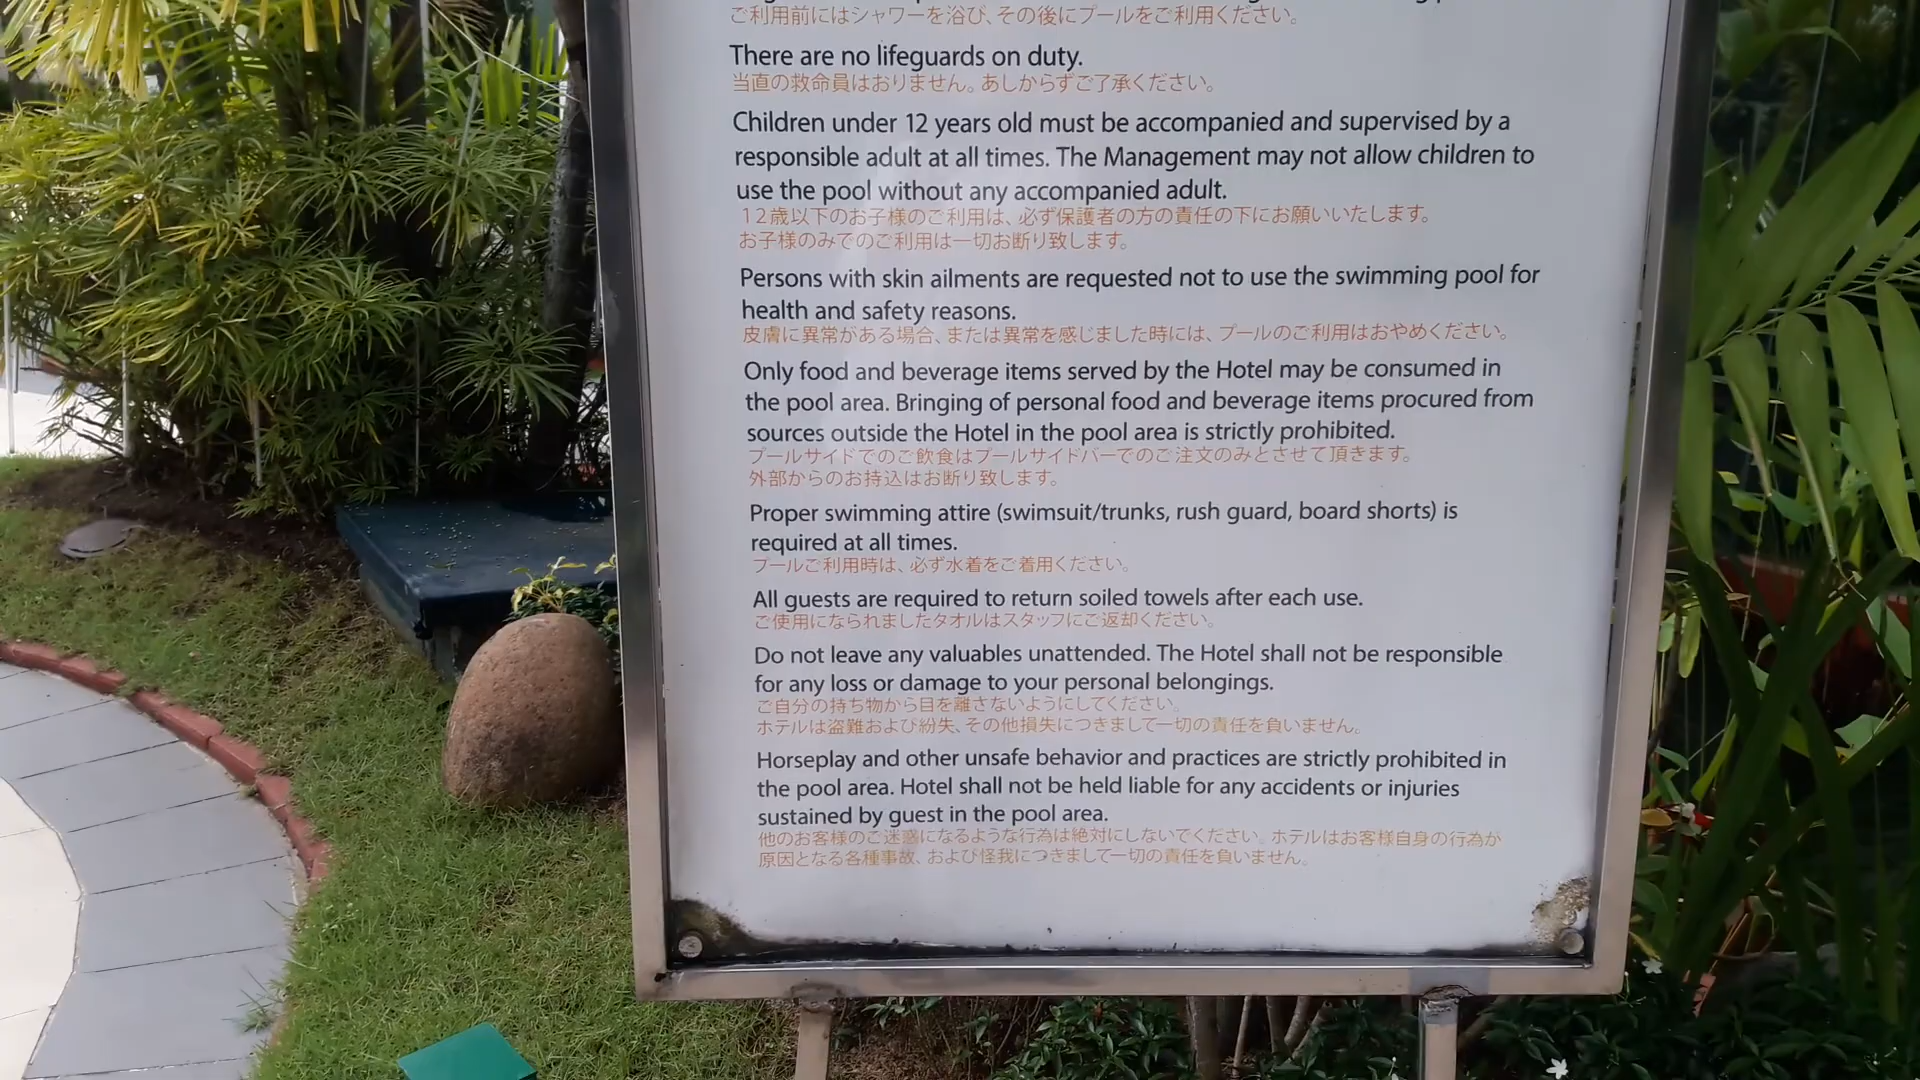 ご利用前にはシャワーを浴び、その後にプールをご利用ください。
There are no lifeguards on duty.
当直の救命員はおりません。あしからずご了承ください。
Children under 12 years old must be accompanied and supervised by a
responsible adult at all times. The Management may not allow children to
use the pool without any accompanied adult.
12歳以下のお子様のご利用は、必ず保護者の方の責任の下にお願いいたします。
お子様のみでのご利用は一切お断り致します。
Persons with skin ailments are requested not to use the swimming pool for
health and safety reasons.
皮膚に異常がある場合、または異常を感じました時には、プールのご利用はおやめください。
Only food and beverage items served by the Hotel may be consumed in
the pool area. Bringing of personal food and beverage items procured from
sources outside the Hotel in the pool area is strictly prohibited.
プールサイドでのご飲食はプールサイドバーでのご注文のみとさせて頂きます。
外部からのお持込はお断り致します。
Proper swimming attire (swimsuit/trunks, rush guard, board shorts) is
required at all times.
プールご利用時は、必ず水着をご着用ください。
All guests are required to return soiled towels after each use.
ご使用になられましたタオルはスタッフにご返却ください。
Do not leave any valuables unattended. The Hotel shall not be responsible
for any loss or damage to your personal belongings.
ご自分の持ち物から目を離さないようにしてください。
ホテルは盗難および紛失、その他損失につきまして一切の責任を負いません。
Horseplay and other unsafe behavior and practices are strictly prohibited in
the pool area. Hotel shall not be held liable for any accidents or injuries
sustained by guest in the pool area.
他のお客様のご迷惑になるような行為は絶対にしないでください。ホテルはお客様自身の行為が
原因となる各種事故、および怪我につきまして一切の責任を負いません。